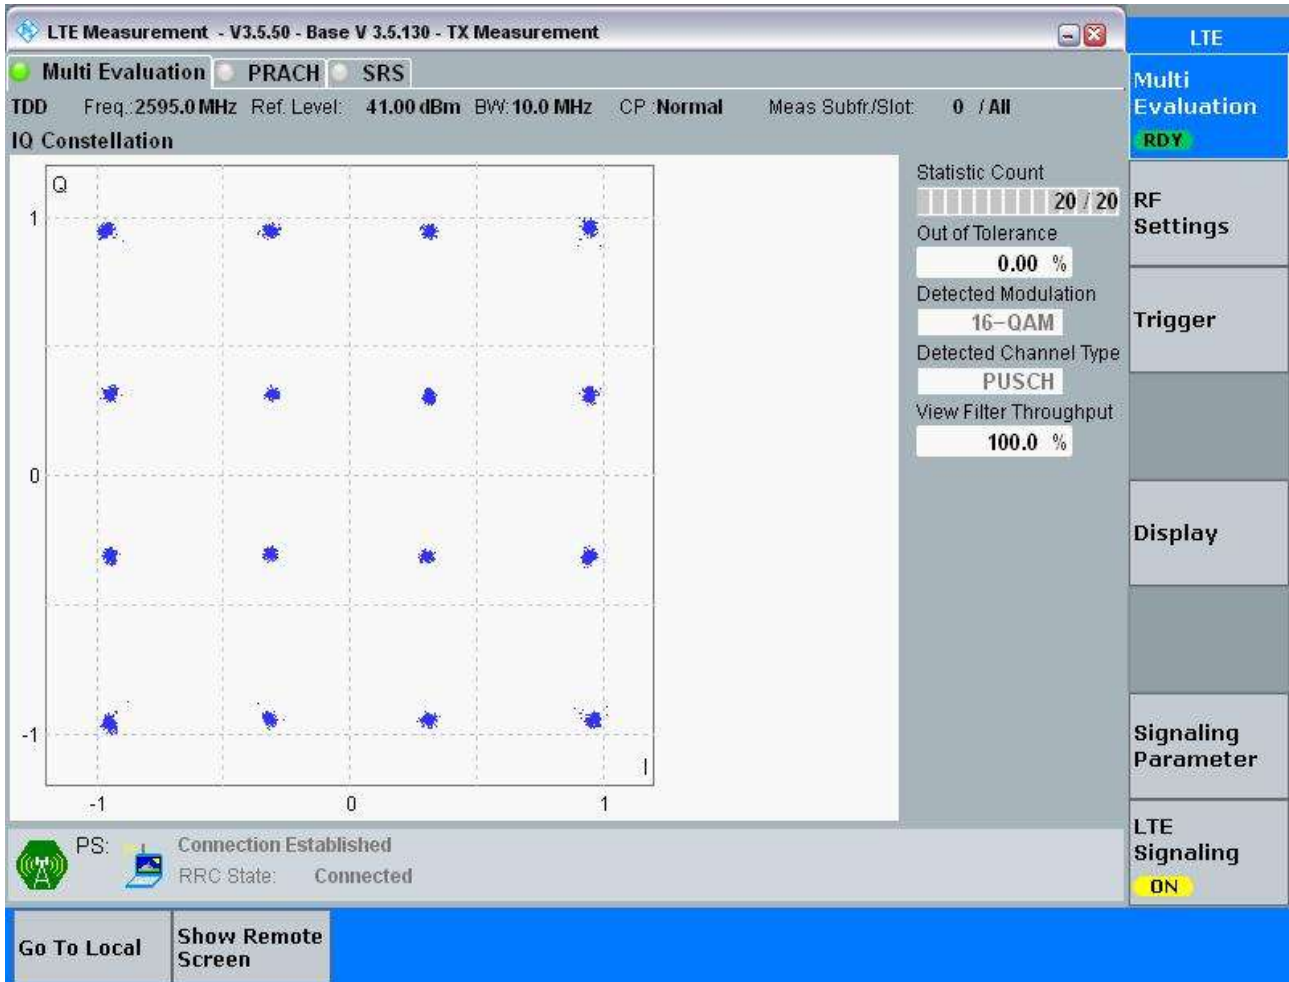 LTE Measurement - V3.5.50 - Base V 3.5.130 - TX Measurement
Multi Evaluation PRACH SRS
TDD Freq.:2595.0 MHz Ref. Level: 41.00 dBm BW:10.0 MHz CP :Normal Meas Subfr./Slot: 0 / All
IQ Constellation
Q
1
0
-1
I
-1 0 1
Statistic Count
20 / 20
Out of Tolerance
0.00 %
Detected Modulation
16-QAM
Detected Channel Type
PUSCH
View Filter Throughput
100.0 %
PS: Connection Established
RRC State: Connected
LTE
Multi
Evaluation
RDY
RF
Settings
Trigger
Display
Signaling
Parameter
LTE
Signaling
ON
Go To Local
Show Remote
Screen